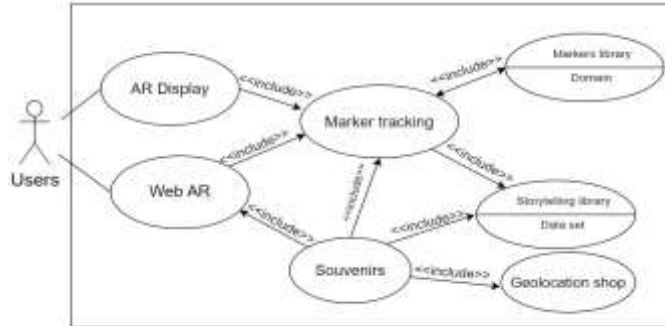 Users
AR Display
Web AR
<<include>>
<<include>>
Marker tracking
<<include>>
Markers library
Domain
<<include>>
<<include>>
<<include>>
Storytelling library
Data set
<<include>>
Souvenirs
<<include>>
Geolocation shop